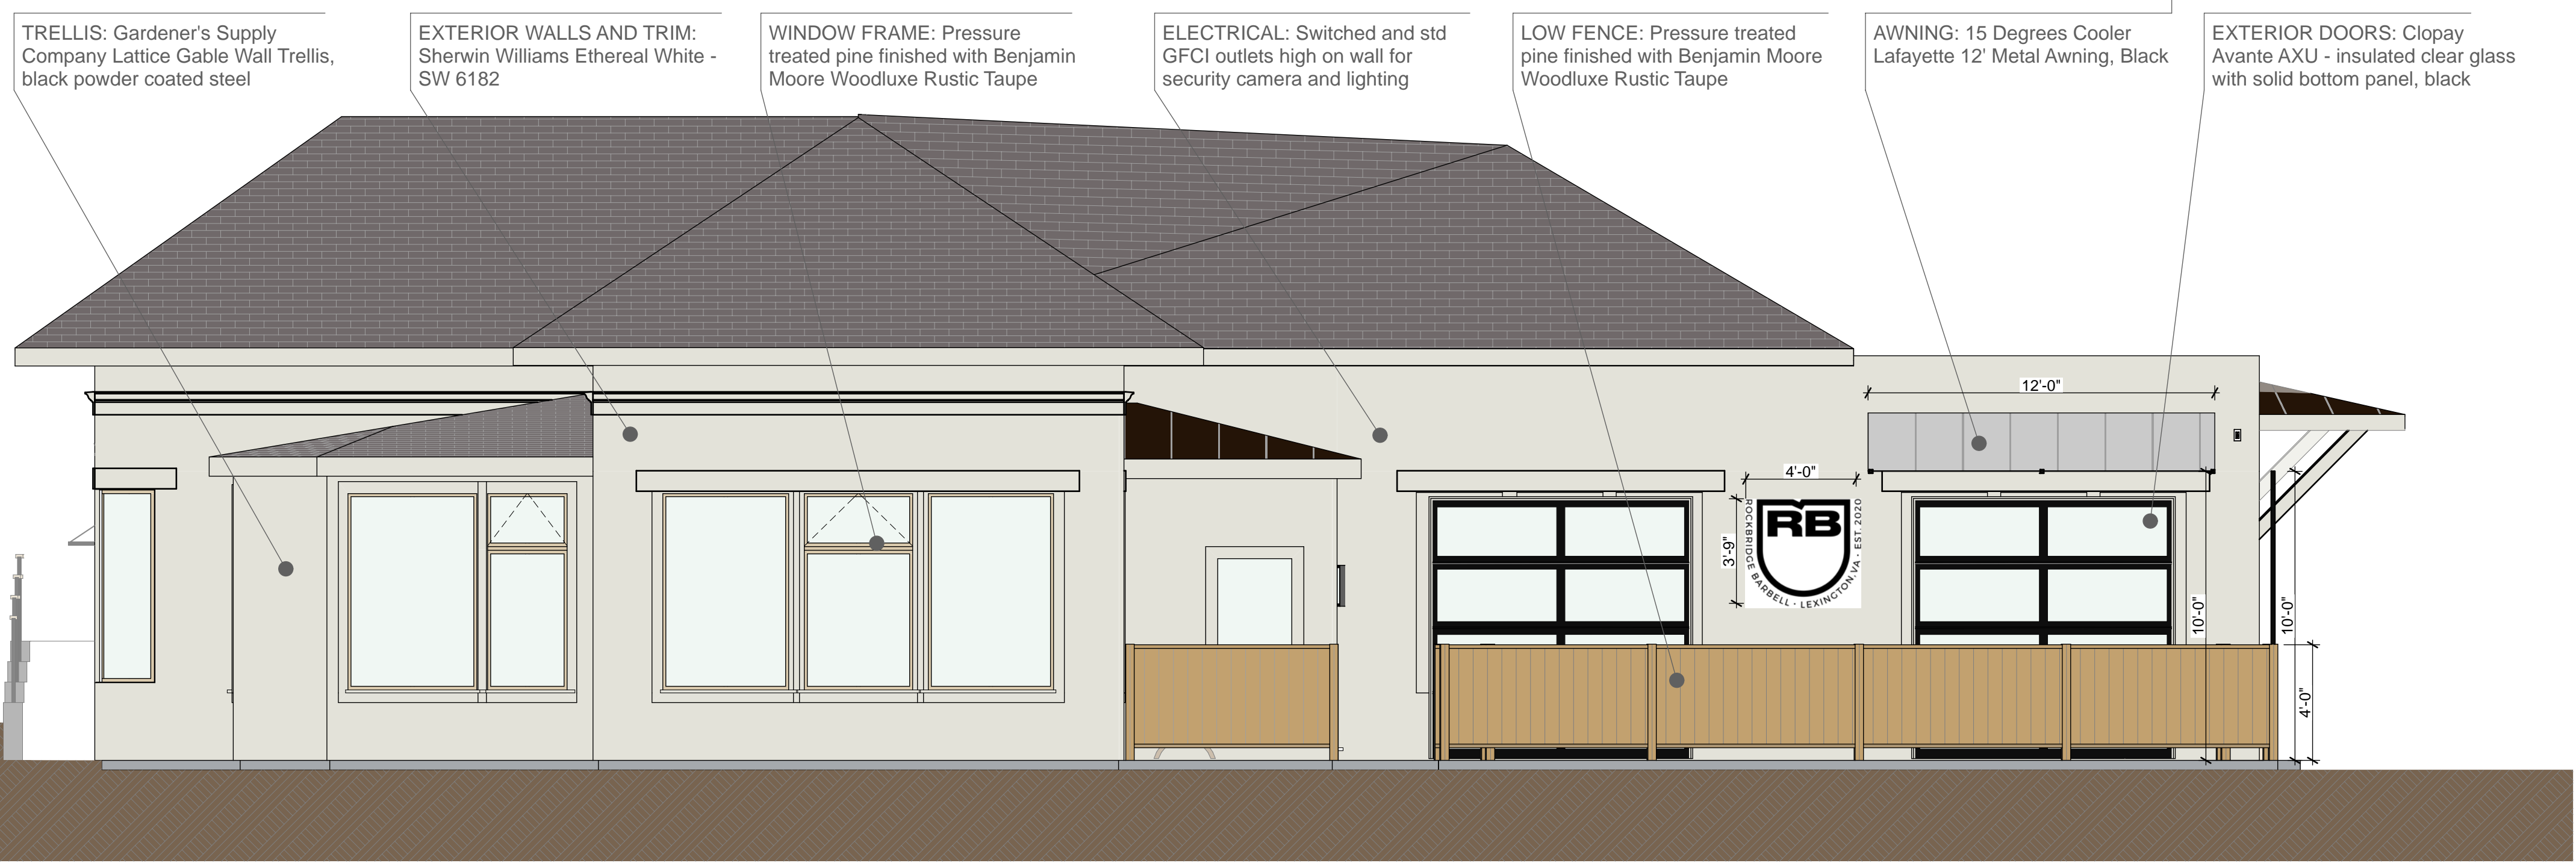 TRELLIS: Gardener's Supply
Company Lattice Gable Wall Trellis,
black powder coated steel
EXTERIOR WALLS AND TRIM:
Sherwin Williams Ethereal White -
SW 6182
WINDOW FRAME: Pressure
treated pine finished with Benjamin
Moore Woodluxe Rustic Taupe
ELECTRICAL: Switched and std
GFCI outlets high on wall for
security camera and lighting
LOW FENCE: Pressure treated
pine finished with Benjamin Moore
Woodluxe Rustic Taupe
AWNING: 15 Degrees Cooler
Lafayette 12' Metal Awning, Black
EXTERIOR DOORS: Clopay
Avante AXU - insulated clear glass
with solid bottom panel, black
12'-0"
4'-0"
3'-9"
RB
ROCKBRIDGE BARBELL - LEXINGTON, VA - EST. 2020
10'-0"
10'-0"
4'-0"